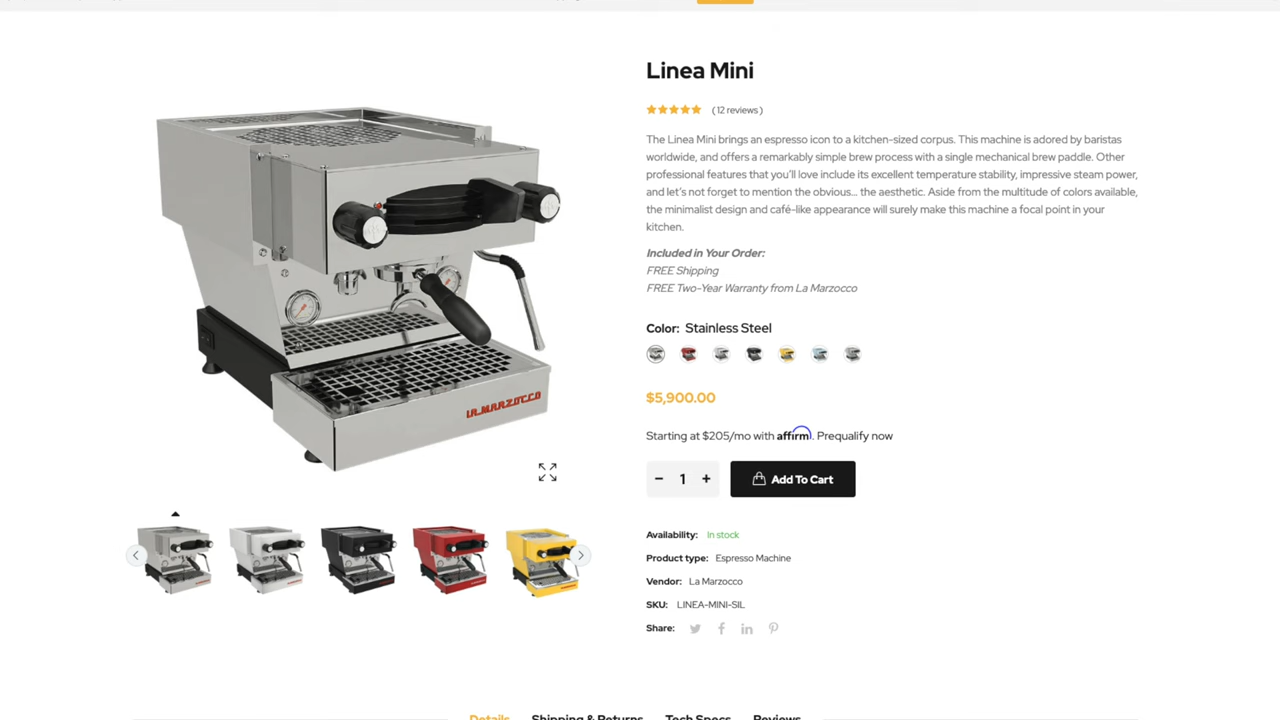 Linea Mini
( 12 reviews )
The Linea Mini brings an espresso icon to a kitchen-sized corpus. This machine is adored by baristas
worldwide, and offers a remarkably simple brew process with a single mechanical brew paddle. Other
professional features that you'll love include its excellent temperature stability, impressive steam power,
and let's not forget to mention the obvious... the aesthetic. Aside from the multitude of colors available,
the minimalist design and café-like appearance will surely make this machine a focal point in your
kitchen.
Included in Your Order:
FREE Shipping
FREE Two-Year Warranty from La Marzocco
Color: Stainless Steel
$5,900.00
Starting at $205/mo with affirm. Prequalify now
− 1 + Add To Cart
LA MARZOCCO
Availability: In stock
Product type: Espresso Machine
Vendor: La Marzocco
SKU: LINEA-MINI-SIL
Share:
Details Shipping & Returns Tech Specs Reviews